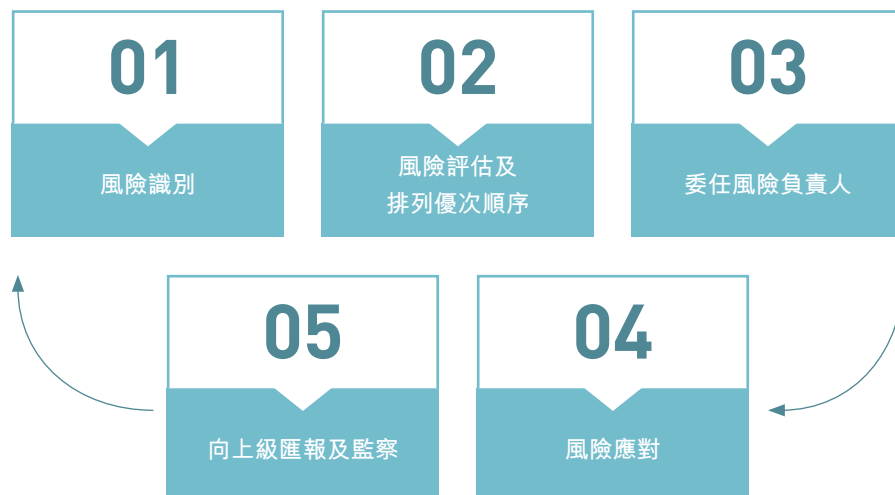 01
風險識別
02
風險評估及
排列優次順序
03
委任風險負責人
04
風險應對
05
向上級匯報及監察